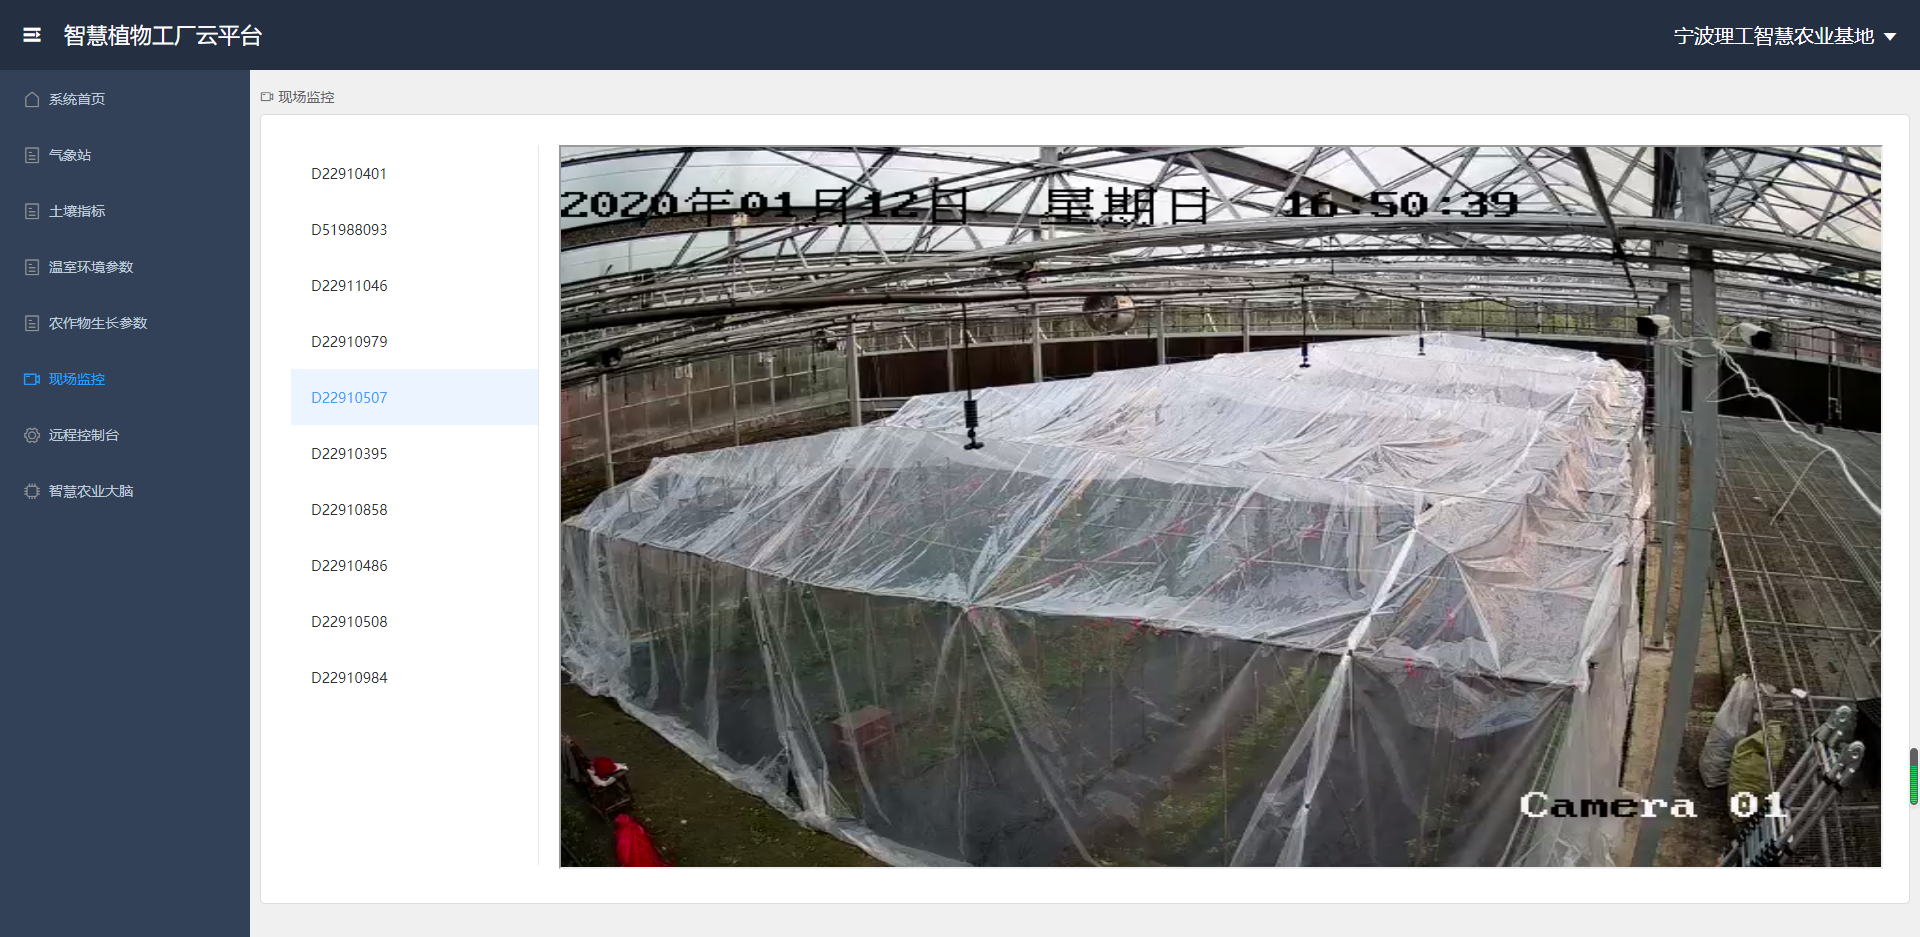 智慧植物工厂云平台
宁波理工智慧农业基地
系统首页
气象站
土壤指标
温室环境参数
农作物生长参数
现场监控
远程控制台
智慧农业大脑
现场监控
D22910401
D51988093
D22911046
D22910979
D22910507
D22910395
D22910858
D22910486
D22910508
D22910984
2020年01月12日 星期日 16:50:39
Camera 01